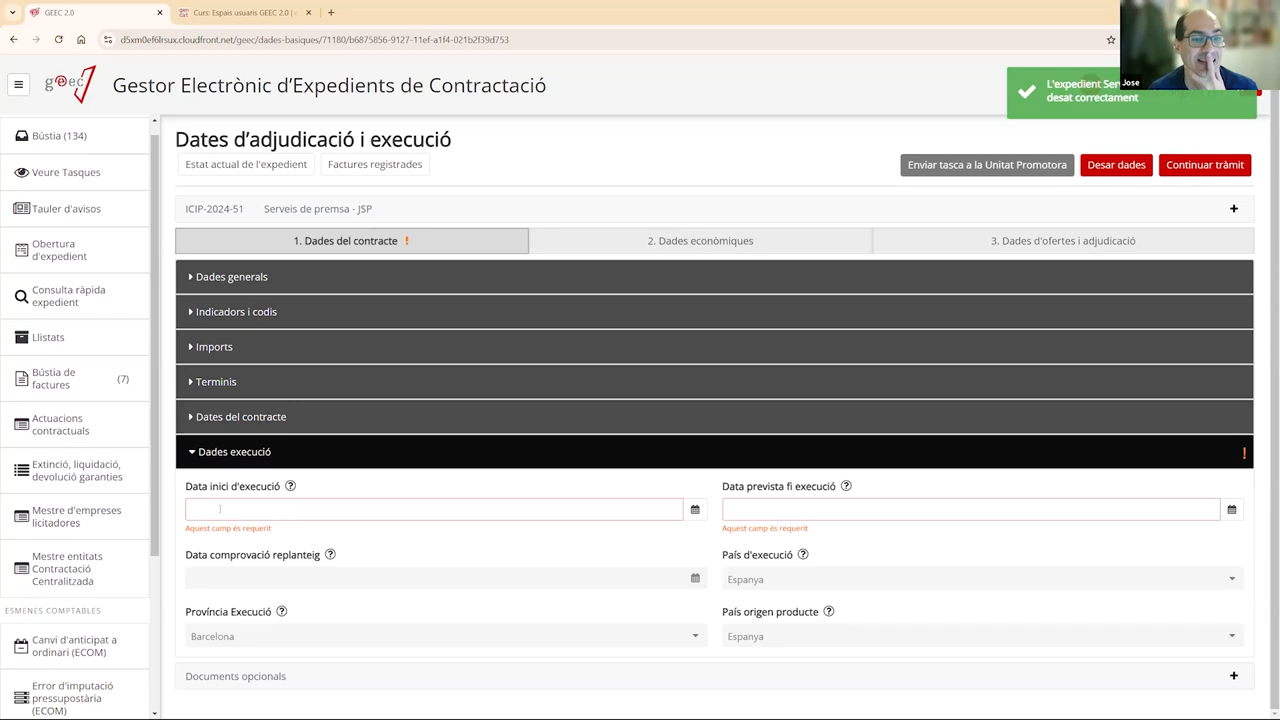 GEEC 2.0
Curs: Espais usuaris GEEC 2.0 | e
d5xm0ef6lrsux.cloudfront.net/geec/dades-basiques/71180/b6875856-9127-11ef-a1f4-021b2f39d753
Jose
geec
Gestor Electrònic d'Expedients de Contractació
L'expedient Ser
desat correctament
Bústia (134)
Veure Tasques
Tauler d'avisos
Obertura
d'expedient
Consulta ràpida
expedient
Llistats
Bústia de
factures
(7)
Actuacions
contractuals
Extinció, liquidació,
devolució garanties
Mestre d'empreses
licitadores
Mestre entitats
Contractació
Centralitzada
ESMENES COMPTABLES
Canvi d'anticipat a
ordinari (ECOM)
Error d'imputació
pressupostària
(ECOM)
Dates d'adjudicació i execució
Estat actual de l'expedient
Factures registrades
Enviar tasca a la Unitat Promotora
Desar dades
Continuar tràmit
ICIP-2024-51 Serveis de premsa - JSP
1. Dades del contracte !
2. Dades econòmiques
3. Dades d'ofertes i adjudicació
Dades generals
Indicadors i codis
Imports
Terminis
Dates del contracte
Dades execució !
Data inici d'execució
Data prevista fi execució
Aquest camp és requerit
Aquest camp és requerit
Data comprovació replanteig
País d'execució
Espanya
Província Execució
País origen producte
Barcelona
Espanya
Documents opcionals